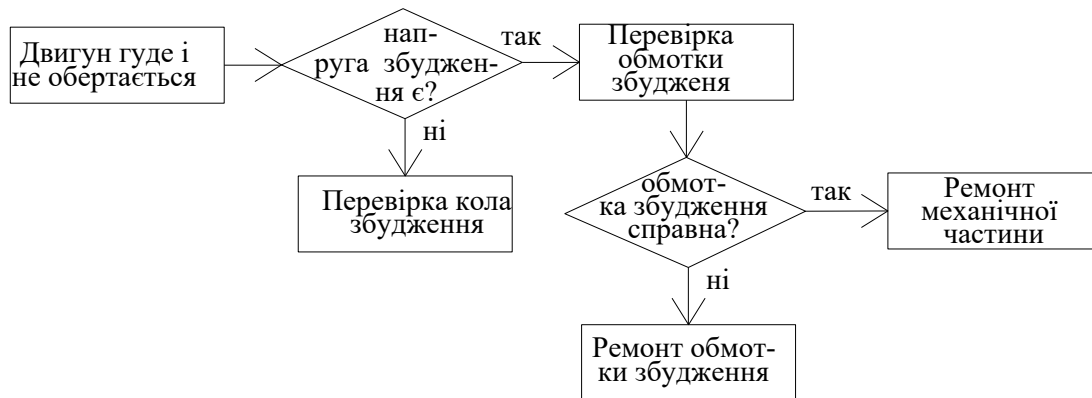 Двигун гуде і
не обертається
нап-
руга збуджен-
ня є?
так
Перевірка
обмотки
збудженя
ні
Перевірка кола
збудження
обмот-
ка збудження
справна?
так
Ремонт
механічної
частини
ні
Ремонт обмот-
ки збудження